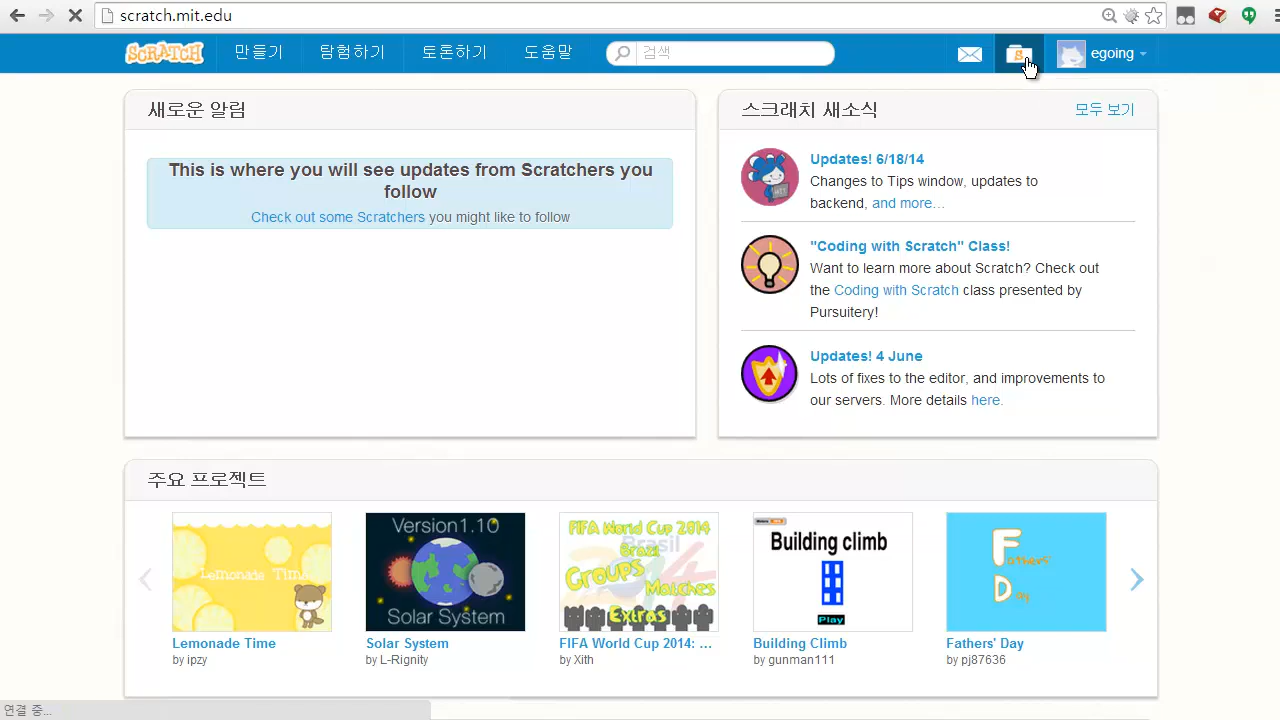 scratch.mit.edu
SCRATCH 만들기 탐험하기 토론하기 도움말 검색 egoing
새로운 알림
This is where you will see updates from Scratchers you
follow
Check out some Scratchers you might like to follow
스크래치 새소식 모두 보기
Updates! 6/18/14
Changes to Tips window, updates to
backend, and more...
"Coding with Scratch" Class!
Want to learn more about Scratch? Check out
the Coding with Scratch class presented by
Pursuitery!
Updates! 4 June
Lots of fixes to the editor, and improvements to
our servers. More details here.
주요 프로젝트
Lemonade Time
Version1.10
Solar System
FIFA World Cup 2014
Brazil
Brasil
Groups
Matches
Extras
Building climb
Play
Fathers'
Day
Lemonade Time Solar System FIFA World Cup 2014: ... Building Climb Fathers' Day
by ipzy by L-Rignity by Xith by gunman111 by pj87636
연결 중...